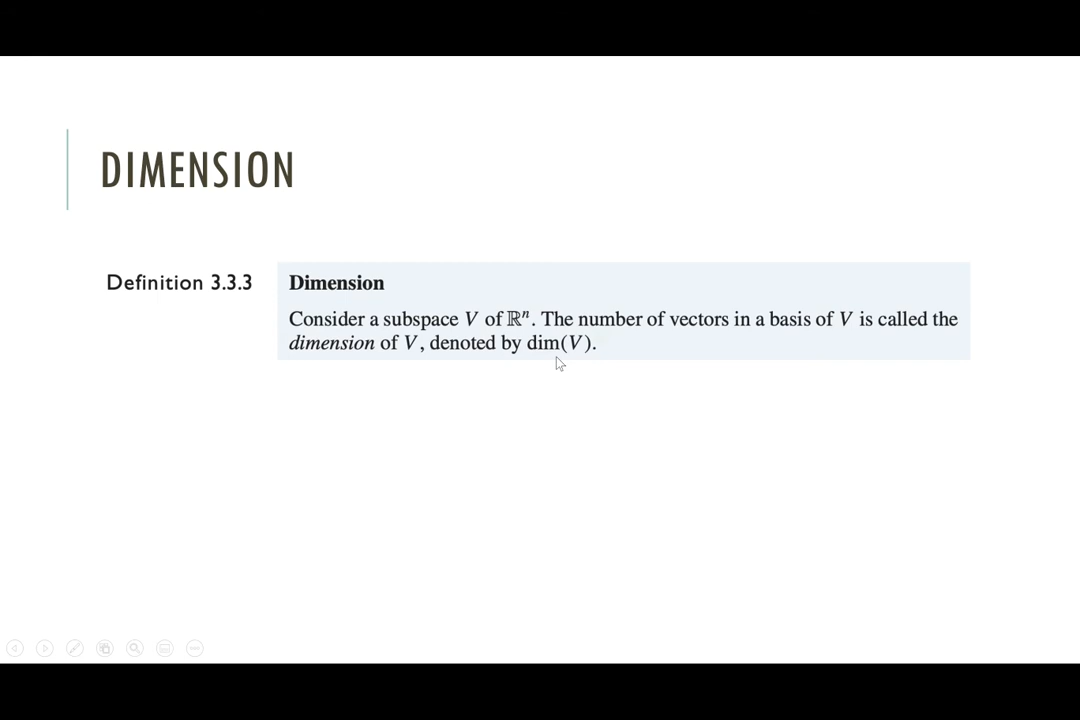 DIMENSION
Definition 3.3.3
Dimension
Consider a subspace V of ℝⁿ. The number of vectors in a basis of V is called the
dimension of V, denoted by dim(V).